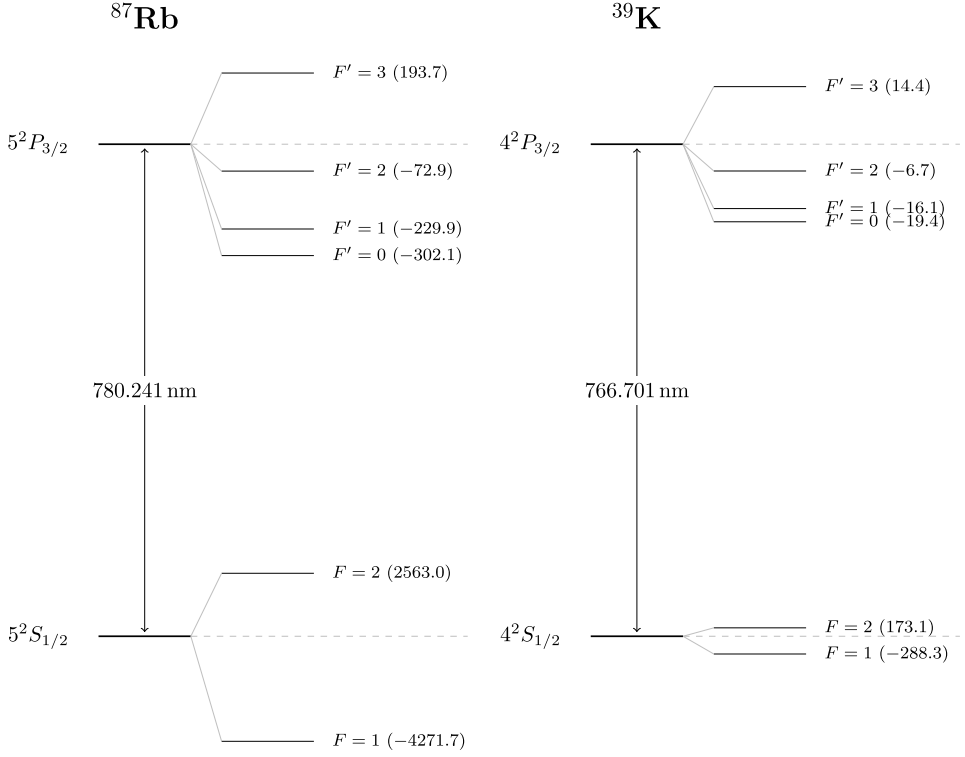 ⁸⁷Rb
5²P₃/₂
F′ = 3 (193.7)
F′ = 2 (−72.9)
F′ = 1 (−229.9)
F′ = 0 (−302.1)
780.241 nm
5²S₁/₂
F = 2 (2563.0)
F = 1 (−4271.7)
³⁹K
4²P₃/₂
F′ = 3 (14.4)
F′ = 2 (−6.7)
F′ = 1 (−16.1)
F′ = 0 (−19.4)
766.701 nm
4²S₁/₂
F = 2 (173.1)
F = 1 (−288.3)